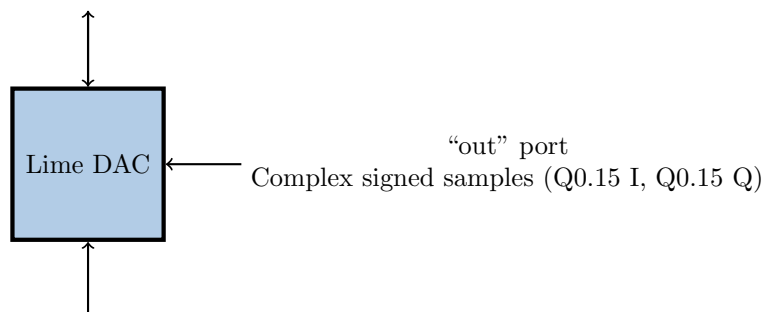 Lime DAC
“out” port
Complex signed samples (Q0.15 I, Q0.15 Q)